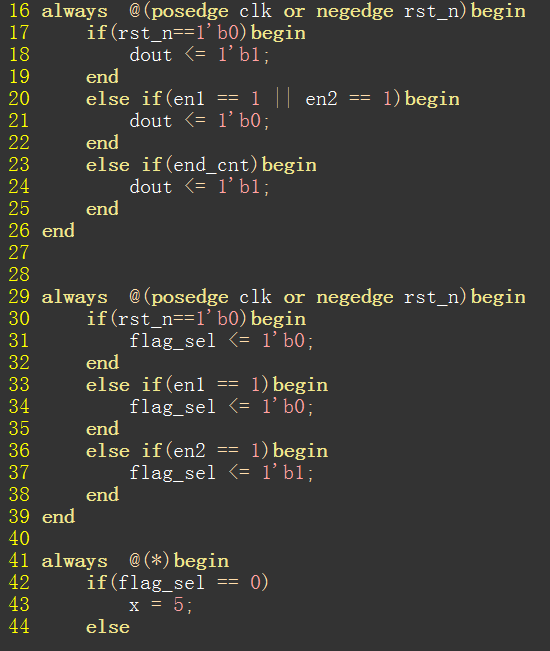 16 always  @(posedge clk or negedge rst_n)begin
17     if(rst_n==1'b0)begin
18         dout <= 1'b1;
19     end
20     else if(en1 == 1 || en2 == 1)begin
21         dout <= 1'b0;
22     end
23     else if(end_cnt)begin
24         dout <= 1'b1;
25     end
26 end
27
28
29 always  @(posedge clk or negedge rst_n)begin
30     if(rst_n==1'b0)begin
31         flag_sel <= 1'b0;
32     end
33     else if(en1 == 1)begin
34         flag_sel <= 1'b0;
35     end
36     else if(en2 == 1)begin
37         flag_sel <= 1'b1;
38     end
39 end
40
41 always  @(*)begin
42     if(flag_sel == 0)
43         x = 5;
44     else